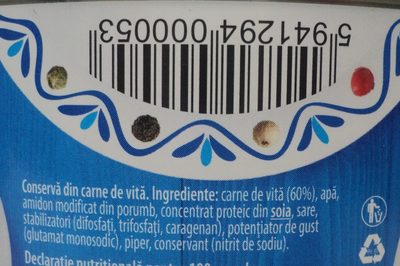 5 941294 000053
Conservă din carne de vită. Ingrediente: carne de vită (60%), apă,
amidon modificat din porumb, concentrat proteic din soia, sare,
stabilizatori (difosfați, trifosfați, caragenan), potențiator de gust
(glutamat monosodic), piper, conservant (nitrit de sodiu).
Declarație nutrițională pentru 100